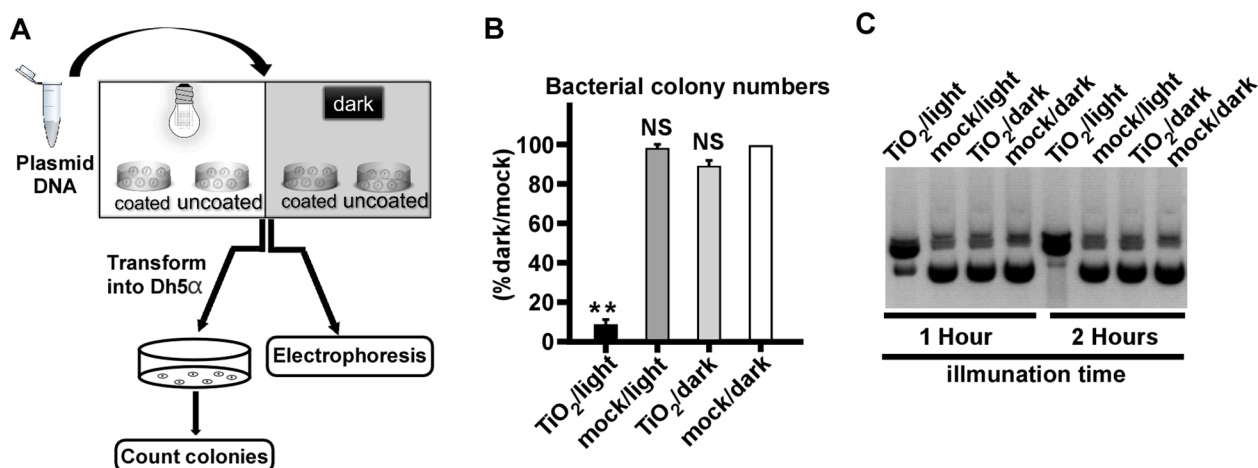 A
Plasmid
DNA
dark
coated uncoated
coated uncoated
Transform
into Dh5α
Electrophoresis
Count colonies
B
Bacterial colony numbers
(%dark/mock)
100
80
60
40
20
0
**
NS
NS
TiO2/light
mock/light
TiO2/dark
mock/dark
C
TiO2/light
mock/light
TiO2/dark
mock/dark
TiO2/light
mock/light
TiO2/dark
mock/dark
1 Hour
2 Hours
illmunation time